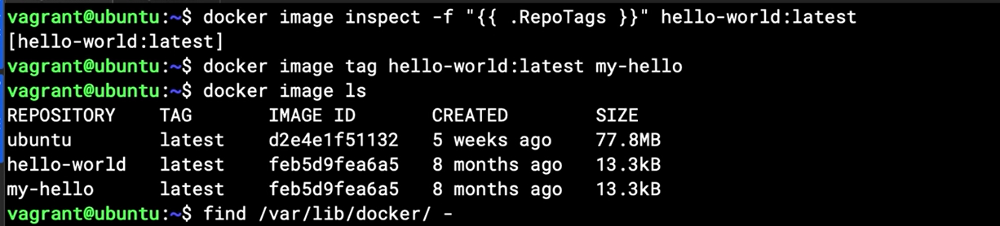 vagrant@ubuntu:~$ docker image inspect -f "{{ .RepoTags }}" hello-world:latest
[hello-world:latest]
vagrant@ubuntu:~$ docker image tag hello-world:latest my-hello
vagrant@ubuntu:~$ docker image ls
REPOSITORY    TAG       IMAGE ID       CREATED        SIZE
ubuntu        latest    d2e4e1f51132   5 weeks ago    77.8MB
hello-world   latest    feb5d9fea6a5   8 months ago   13.3kB
my-hello      latest    feb5d9fea6a5   8 months ago   13.3kB
vagrant@ubuntu:~$ find /var/lib/docker/ -